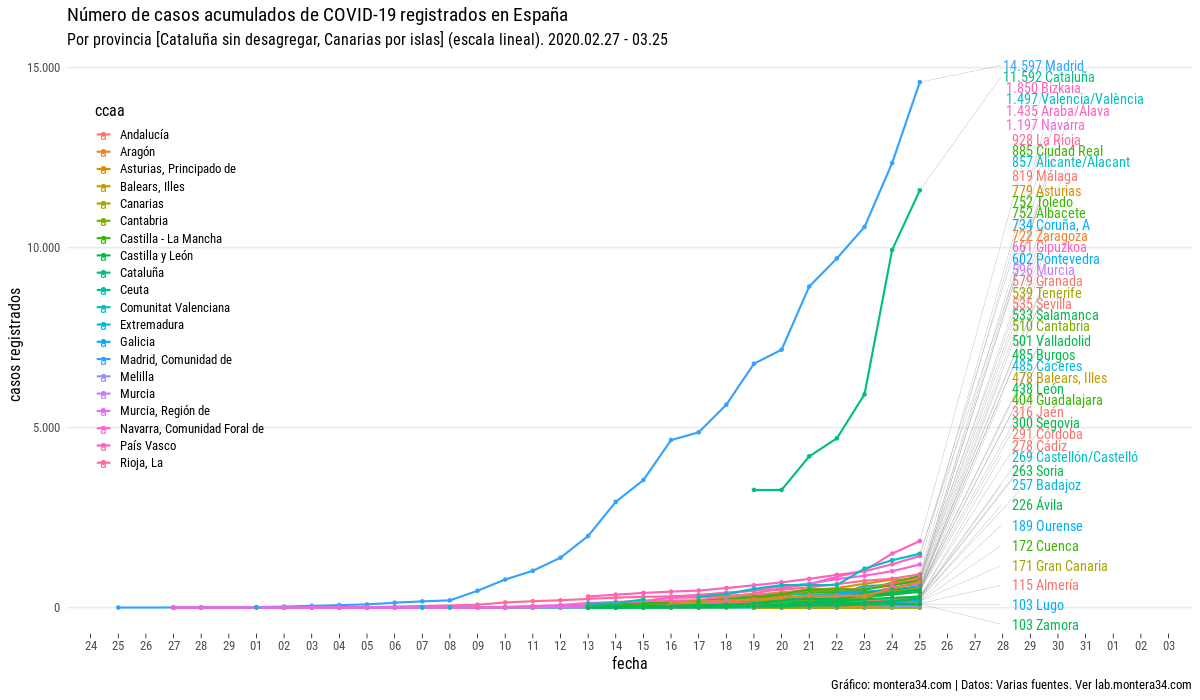 Número de casos acumulados de COVID-19 registrados en España
Por provincia [Cataluña sin desagregar, Canarias por islas] (escala lineal). 2020.02.27 - 03.25
casos registrados
15.000
10.000
5.000
0
ccaa
Andalucía
Aragón
Asturias, Principado de
Balears, Illes
Canarias
Cantabria
Castilla - La Mancha
Castilla y León
Cataluña
Ceuta
Comunitat Valenciana
Extremadura
Galicia
Madrid, Comunidad de
Melilla
Murcia
Murcia, Región de
Navarra, Comunidad Foral de
País Vasco
Rioja, La
14.597 Madrid
11.592 Cataluña
1.850 Bizkaia
1.497 Valencia/València
1.435 Araba/Álava
1.197 Navarra
928 La Rioja
885 Ciudad Real
857 Alicante/Alacant
819 Málaga
779 Asturias
752 Toledo
752 Albacete
734 Coruña, A
722 Zaragoza
661 Gipuzkoa
602 Pontevedra
596 Murcia
579 Granada
539 Tenerife
535 Sevilla
533 Salamanca
510 Cantabria
501 Valladolid
485 Burgos
485 Cáceres
478 Balears, Illes
438 León
404 Guadalajara
316 Jaén
300 Segovia
291 Córdoba
278 Cádiz
269 Castellón/Castelló
263 Soria
257 Badajoz
226 Ávila
189 Ourense
172 Cuenca
171 Gran Canaria
115 Almería
103 Lugo
103 Zamora
24 25 26 27 28 29 01 02 03 04 05 06 07 08 09 10 11 12 13 14 15 16 17 18 19 20 21 22 23 24 25 26 27 28 29 30 31 01 02 03
fecha
Gráfico: montera34.com | Datos: Varias fuentes. Ver lab.montera34.com